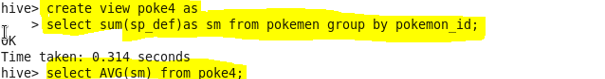 hive> create view poke4 as
    > select sum(sp_def)as sm from pokemen group by pokemon_id;
OK
Time taken: 0.314 seconds
hive> select AVG(sm) from poke4;